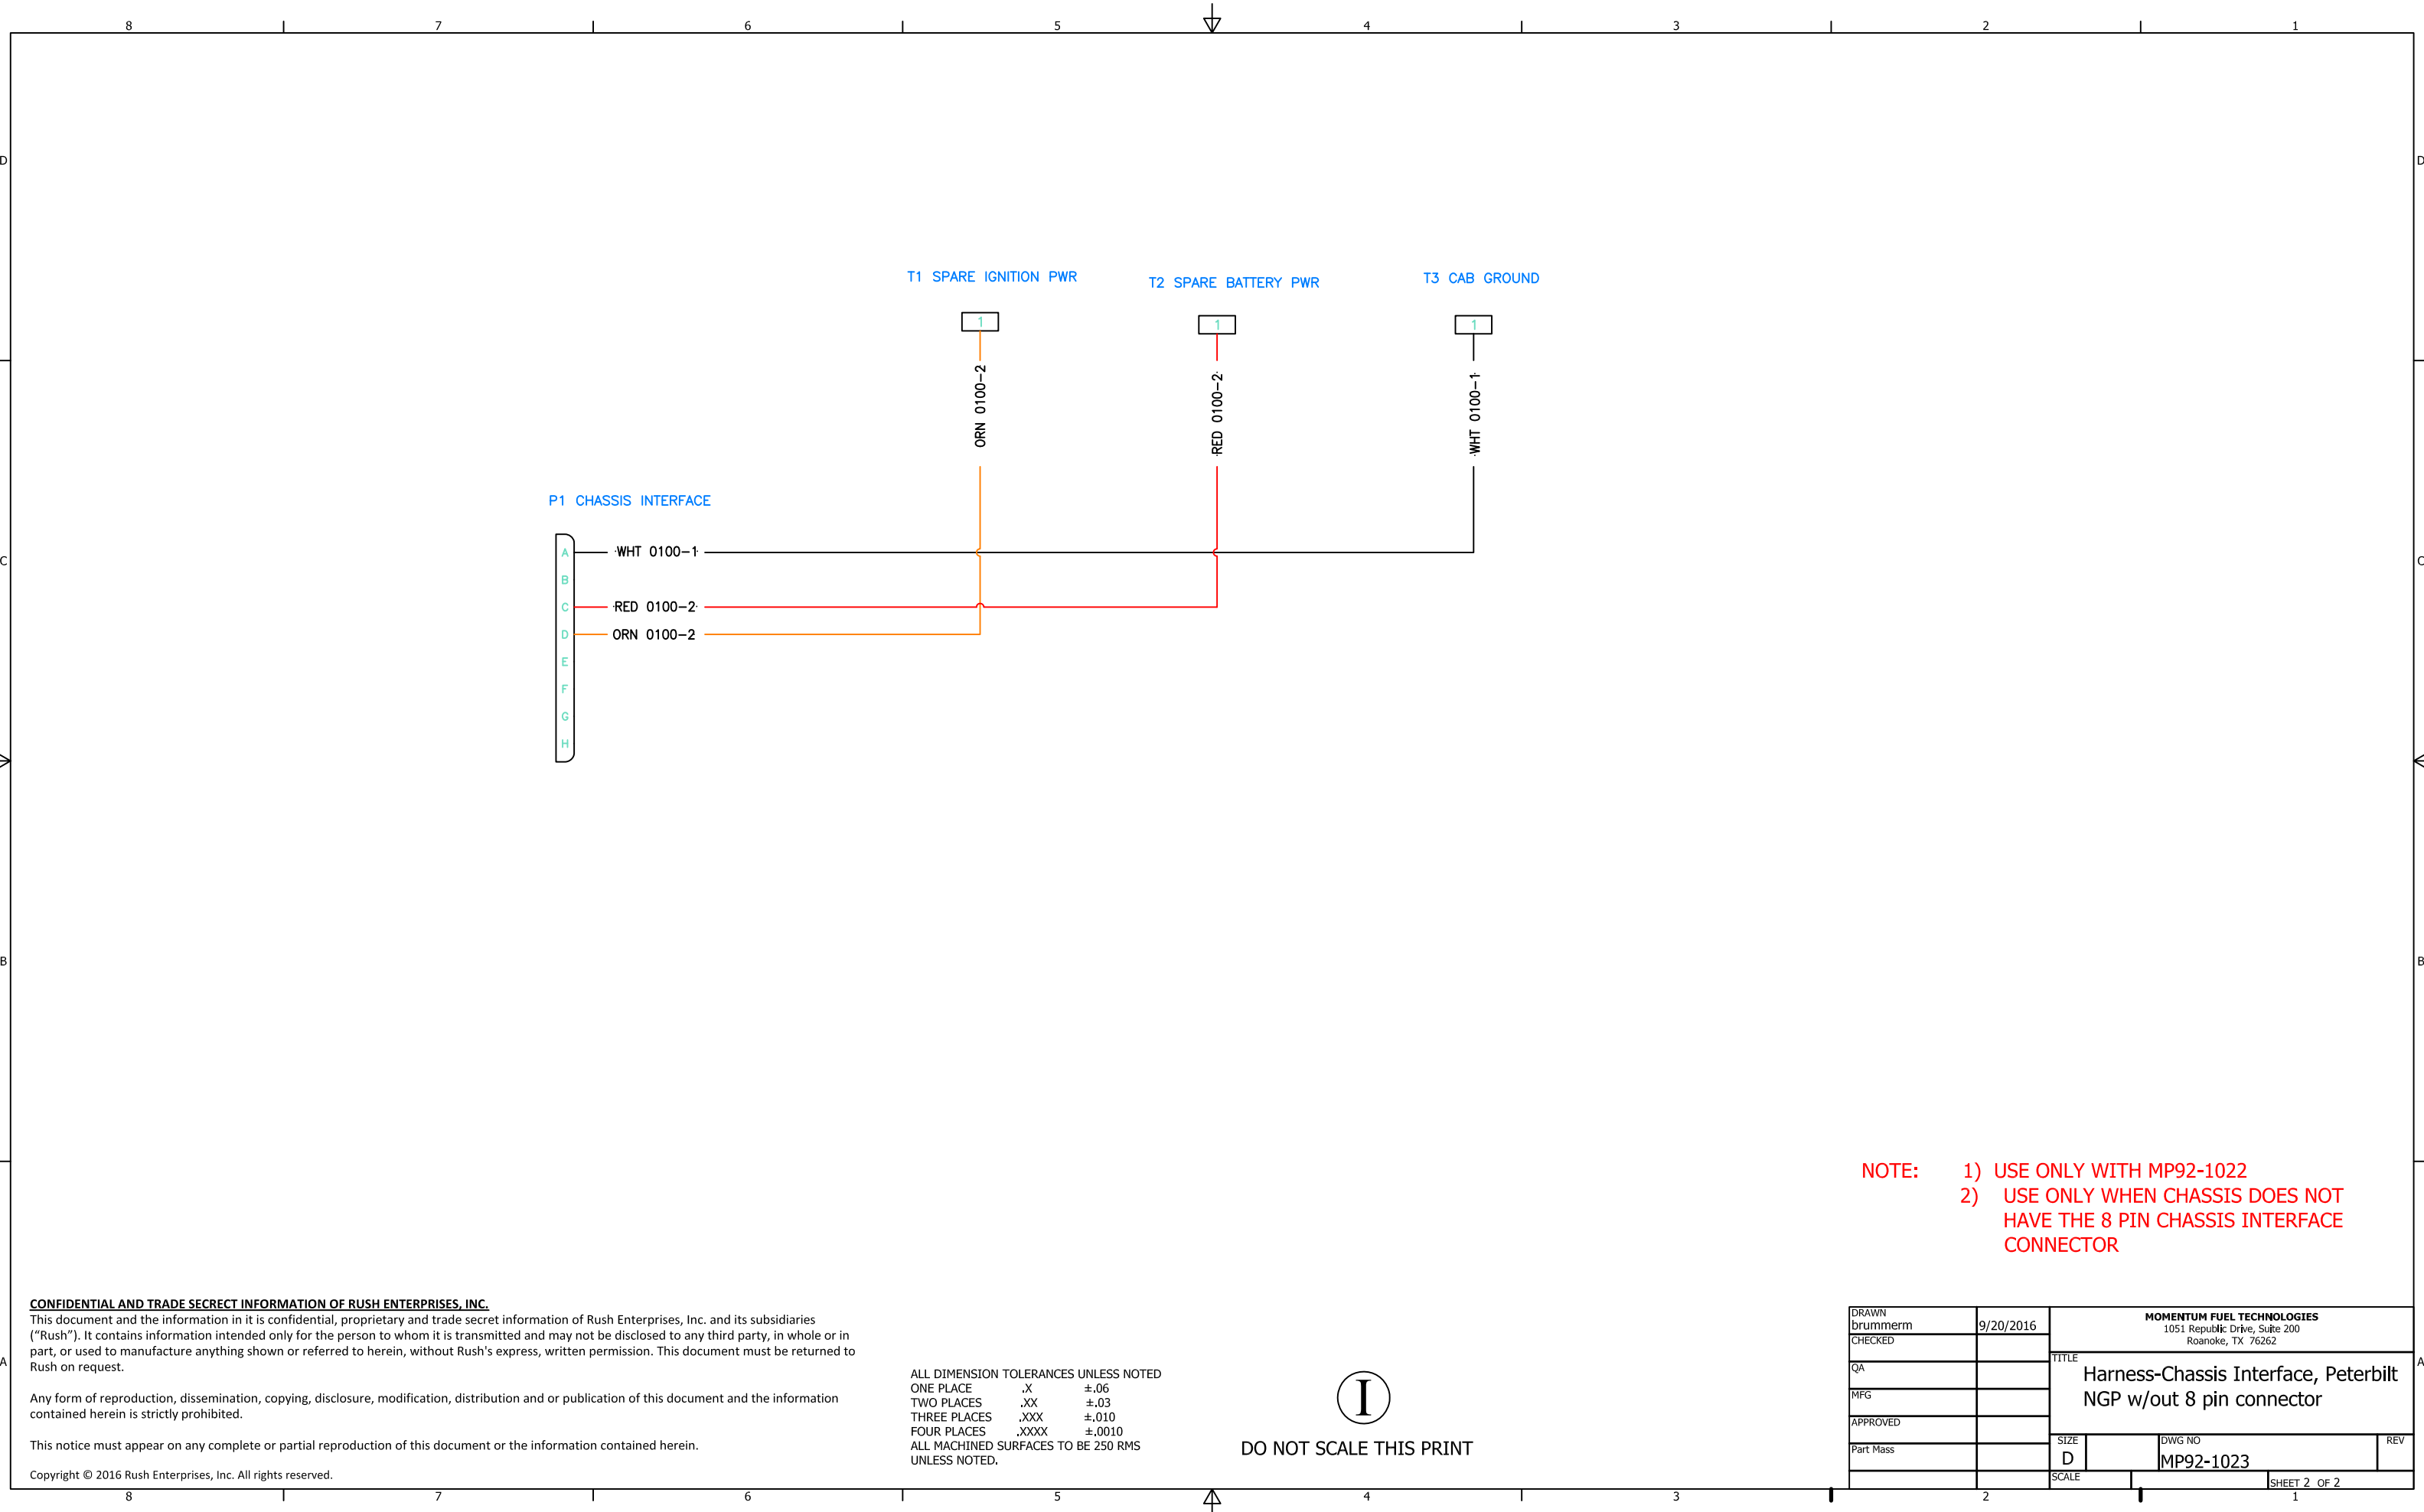 8 7 6 5 4 3 2 1
D D
T1 SPARE IGNITION PWR
T2 SPARE BATTERY PWR
T3 CAB GROUND
1 1 1
ORN 0100-2
RED 0100-2
WHT 0100-1
P1 CHASSIS INTERFACE
A WHT 0100-1
B
C RED 0100-2
D ORN 0100-2
E
F
G
H
C C
B B
NOTE: 1) USE ONLY WITH MP92-1022
2) USE ONLY WHEN CHASSIS DOES NOT
HAVE THE 8 PIN CHASSIS INTERFACE
CONNECTOR
CONFIDENTIAL AND TRADE SECRECT INFORMATION OF RUSH ENTERPRISES, INC.
This document and the information in it is confidential, proprietary and trade secret information of Rush Enterprises, Inc. and its subsidiaries
(“Rush”). It contains information intended only for the person to whom it is transmitted and may not be disclosed to any third party, in whole or in
part, or used to manufacture anything shown or referred to herein, without Rush's express, written permission. This document must be returned to
Rush on request.
Any form of reproduction, dissemination, copying, disclosure, modification, distribution and or publication of this document and the information
contained herein is strictly prohibited.
This notice must appear on any complete or partial reproduction of this document or the information contained herein.
Copyright © 2016 Rush Enterprises, Inc. All rights reserved.
A A
ALL DIMENSION TOLERANCES UNLESS NOTED
ONE PLACE .X ±.06
TWO PLACES .XX ±.03
THREE PLACES .XXX ±.010
FOUR PLACES .XXXX ±.0010
ALL MACHINED SURFACES TO BE 250 RMS
UNLESS NOTED.
I
DO NOT SCALE THIS PRINT
DRAWN
brummerm 9/20/2016
CHECKED
QA
MFG
APPROVED
Part Mass
MOMENTUM FUEL TECHNOLOGIES
1051 Republic Drive, Suite 200
Roanoke, TX 76262
TITLE
Harness-Chassis Interface, Peterbilt
NGP w/out 8 pin connector
SIZE
D
DWG NO
MP92-1023
REV
SCALE
SHEET 2 OF 2
8 7 6 5 4 3 2 1